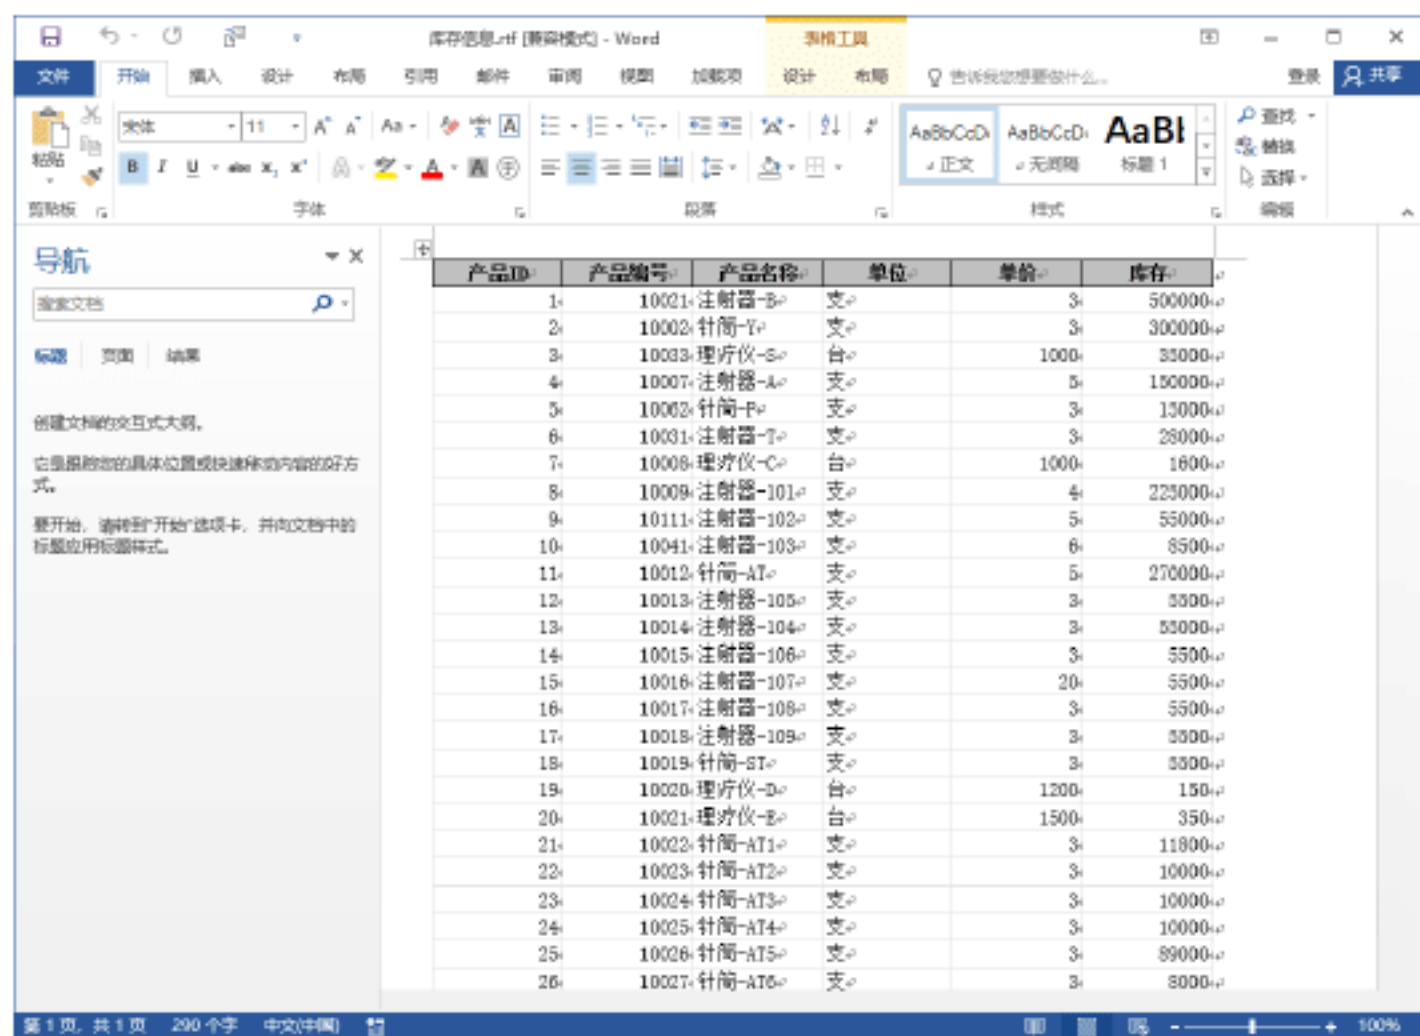 库存信息.rtf [兼容模式] - Word
表格工具
文件 开始 插入 设计 布局 引用 邮件 审阅 视图 加载项 设计 布局 告诉我您想要做什么... 登录 共享
粘贴
宋体 11
AaBbCcDı AaBbCcDı AaBl
正文 无间隔 标题 1
查找
替换
选择
剪贴板 字体 段落 样式 编辑
导航
搜索文档
标题 页面 结果
创建文档的交互式大纲。
它是跟踪您的具体位置或快速移动内容的好方
式。
要开始，请转到“开始”选项卡，并向文档中的
标题应用标题样式。
产品ID 产品编号 产品名称 单位 单价 库存
1 10021 注射器-B 支 3 500000
2 10002 针筒-Y 支 3 300000
3 10033 理疗仪-S 台 1000 35000
4 10007 注射器-A 支 5 150000
5 10062 针筒-P 支 3 15000
6 10031 注射器-T 支 3 28000
7 10008 理疗仪-C 台 1000 1600
8 10009 注射器-101 支 4 225000
9 10111 注射器-102 支 5 55000
10 10041 注射器-103 支 6 8500
11 10012 针筒-AT 支 5 270000
12 10013 注射器-105 支 3 5500
13 10014 注射器-104 支 3 55000
14 10015 注射器-106 支 3 5500
15 10016 注射器-107 支 20 5500
16 10017 注射器-108 支 3 5500
17 10018 注射器-109 支 3 5500
18 10019 针筒-ST 支 3 5500
19 10020 理疗仪-D 台 1200 150
20 10021 理疗仪-E 台 1500 350
21 10022 针筒-AT1 支 3 11800
22 10023 针筒-AT2 支 3 10000
23 10024 针筒-AT3 支 3 10000
24 10025 针筒-AT4 支 3 10000
25 10026 针筒-AT5 支 3 89000
26 10027 针筒-AT6 支 3 8000
第 1 页，共 1 页 290 个字 中文(中国) 100%